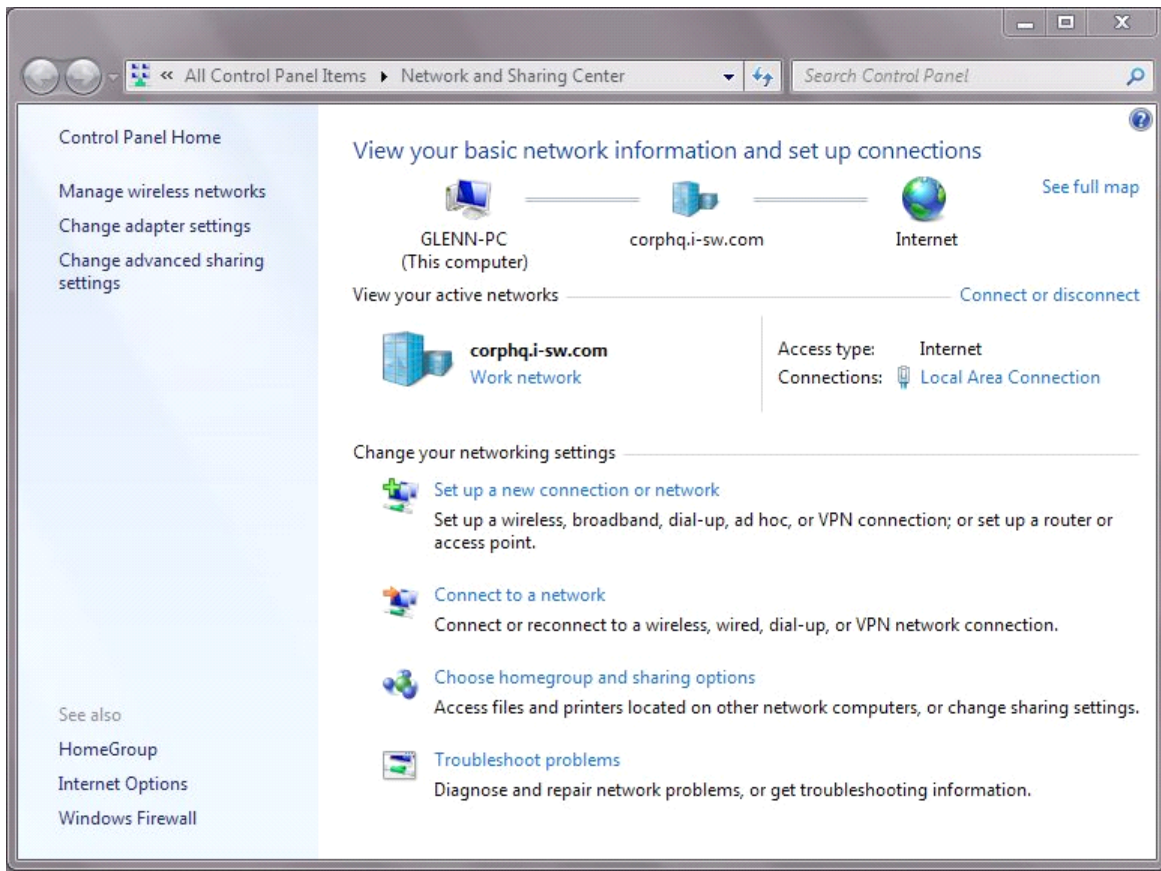 « All Control Panel Items ▸ Network and Sharing Center
Search Control Panel
Control Panel Home
Manage wireless networks
Change adapter settings
Change advanced sharing
settings
See also
HomeGroup
Internet Options
Windows Firewall
View your basic network information and set up connections
See full map
GLENN-PC
(This computer)
corphq.i-sw.com
Internet
View your active networks
Connect or disconnect
corphq.i-sw.com
Work network
Access type: Internet
Connections: Local Area Connection
Change your networking settings
Set up a new connection or network
Set up a wireless, broadband, dial-up, ad hoc, or VPN connection; or set up a router or
access point.
Connect to a network
Connect or reconnect to a wireless, wired, dial-up, or VPN network connection.
Choose homegroup and sharing options
Access files and printers located on other network computers, or change sharing settings.
Troubleshoot problems
Diagnose and repair network problems, or get troubleshooting information.